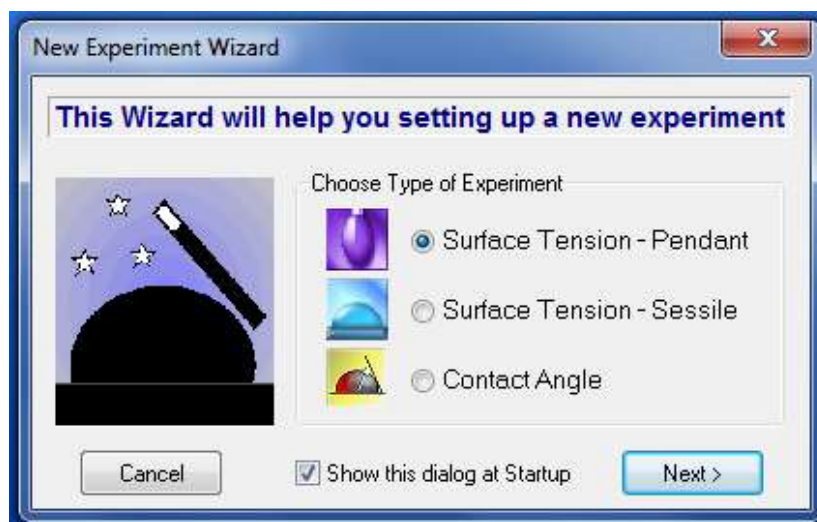 New Experiment Wizard
This Wizard will help you setting up a new experiment
Choose Type of Experiment
Surface Tension - Pendant
Surface Tension - Sessile
Contact Angle
Cancel
Show this dialog at Startup
Next >